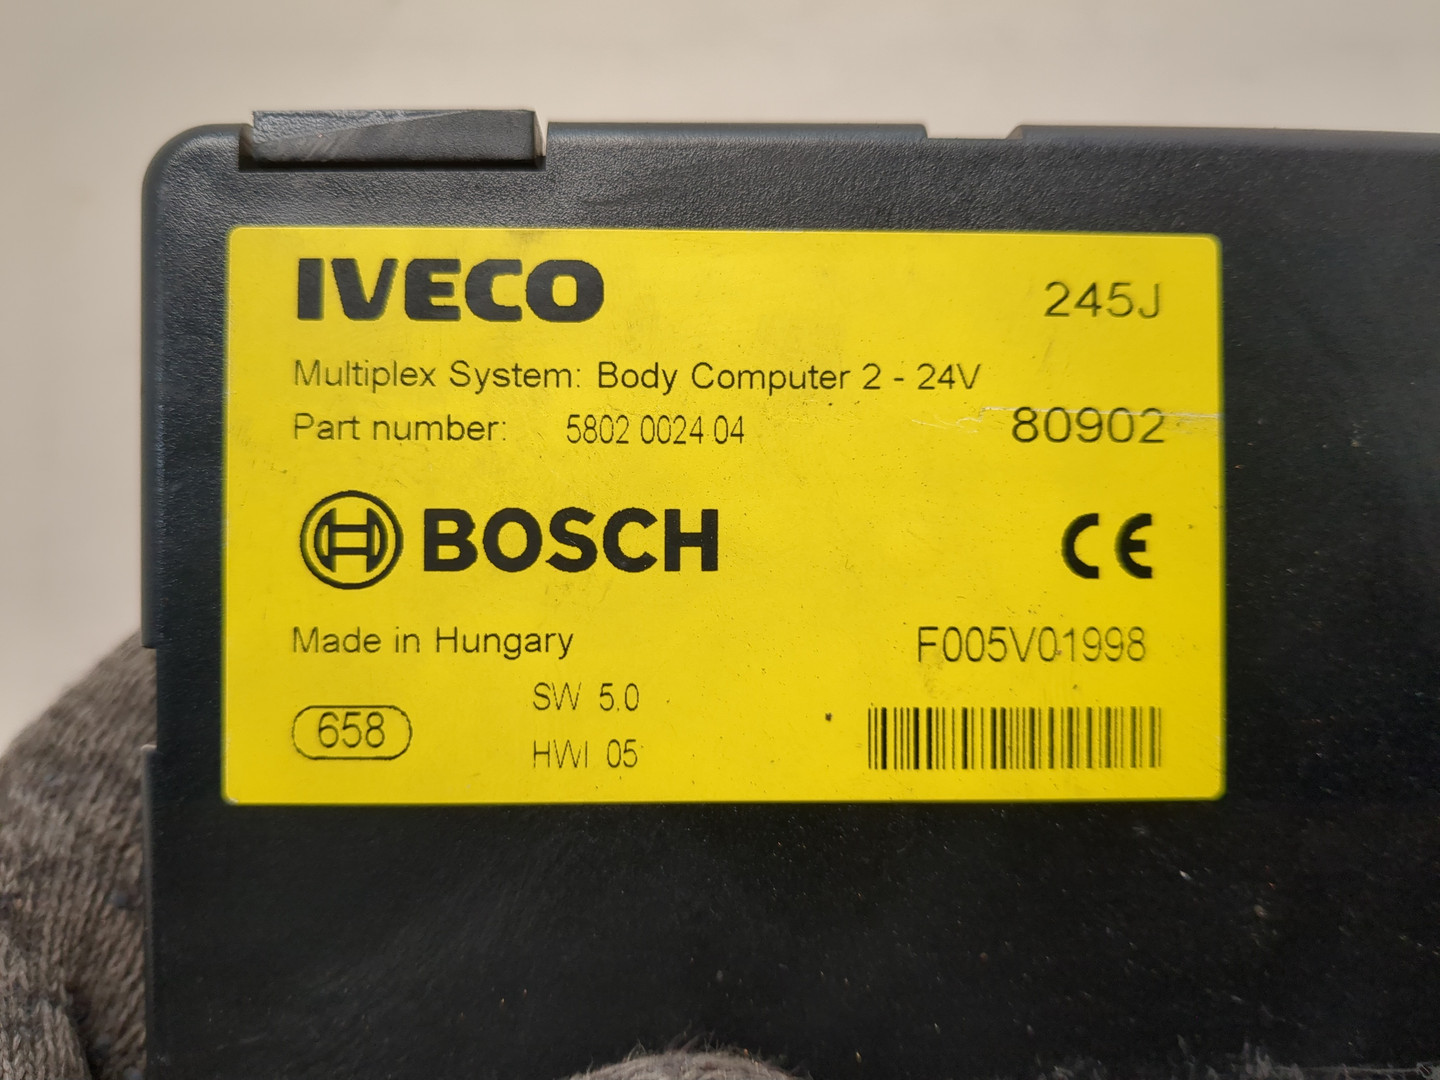 IVECO 245J
Multiplex System: Body Computer 2 - 24V
Part number: 5802 0024 04 80902
BOSCH CE
Made in Hungary F005V01998
SW 5.0
658
HWI 05